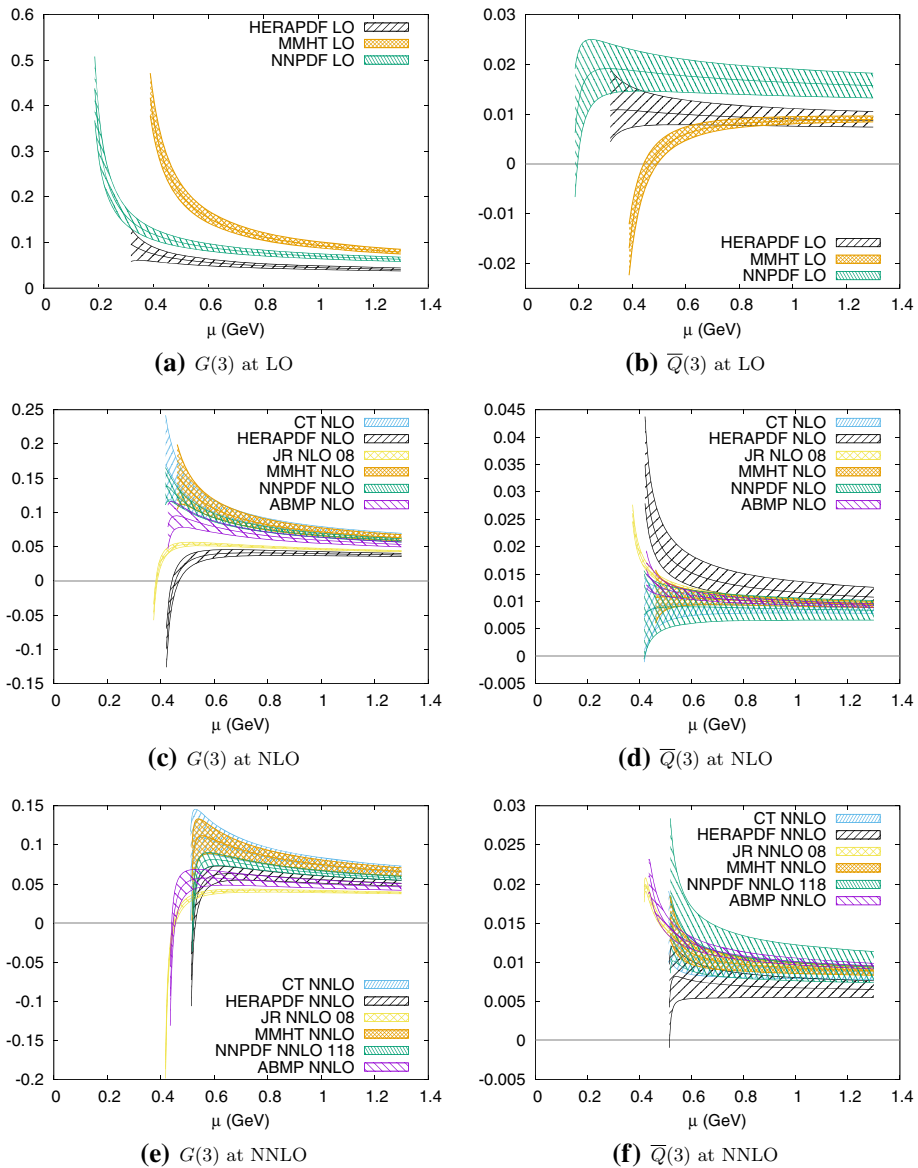 0.6
0.5
0.4
0.3
0.2
0.1
0
0 0.2 0.4 0.6 0.8 1 1.2 1.4
HERAPDF LO
MMHT LO
NNPDF LO
μ (GeV)
(a) G(3) at LO
0.03
0.02
0.01
0
-0.01
-0.02
0 0.2 0.4 0.6 0.8 1 1.2 1.4
HERAPDF LO
MMHT LO
NNPDF LO
μ (GeV)
(b) Q̅(3) at LO
0.25
0.2
0.15
0.1
0.05
0
-0.05
-0.1
-0.15
0 0.2 0.4 0.6 0.8 1 1.2 1.4
CT NLO
HERAPDF NLO
JR NLO 08
MMHT NLO
NNPDF NLO
ABMP NLO
μ (GeV)
(c) G(3) at NLO
0.045
0.04
0.035
0.03
0.025
0.02
0.015
0.01
0.005
0
-0.005
0 0.2 0.4 0.6 0.8 1 1.2 1.4
CT NLO
HERAPDF NLO
JR NLO 08
MMHT NLO
NNPDF NLO
ABMP NLO
μ (GeV)
(d) Q̅(3) at NLO
0.15
0.1
0.05
0
-0.05
-0.1
-0.15
-0.2
0 0.2 0.4 0.6 0.8 1 1.2 1.4
CT NNLO
HERAPDF NNLO
JR NNLO 08
MMHT NNLO
NNPDF NNLO 118
ABMP NNLO
μ (GeV)
(e) G(3) at NNLO
0.03
0.025
0.02
0.015
0.01
0.005
0
-0.005
0 0.2 0.4 0.6 0.8 1 1.2 1.4
CT NNLO
HERAPDF NNLO
JR NNLO 08
MMHT NNLO
NNPDF NNLO 118
ABMP NNLO
μ (GeV)
(f) Q̅(3) at NNLO